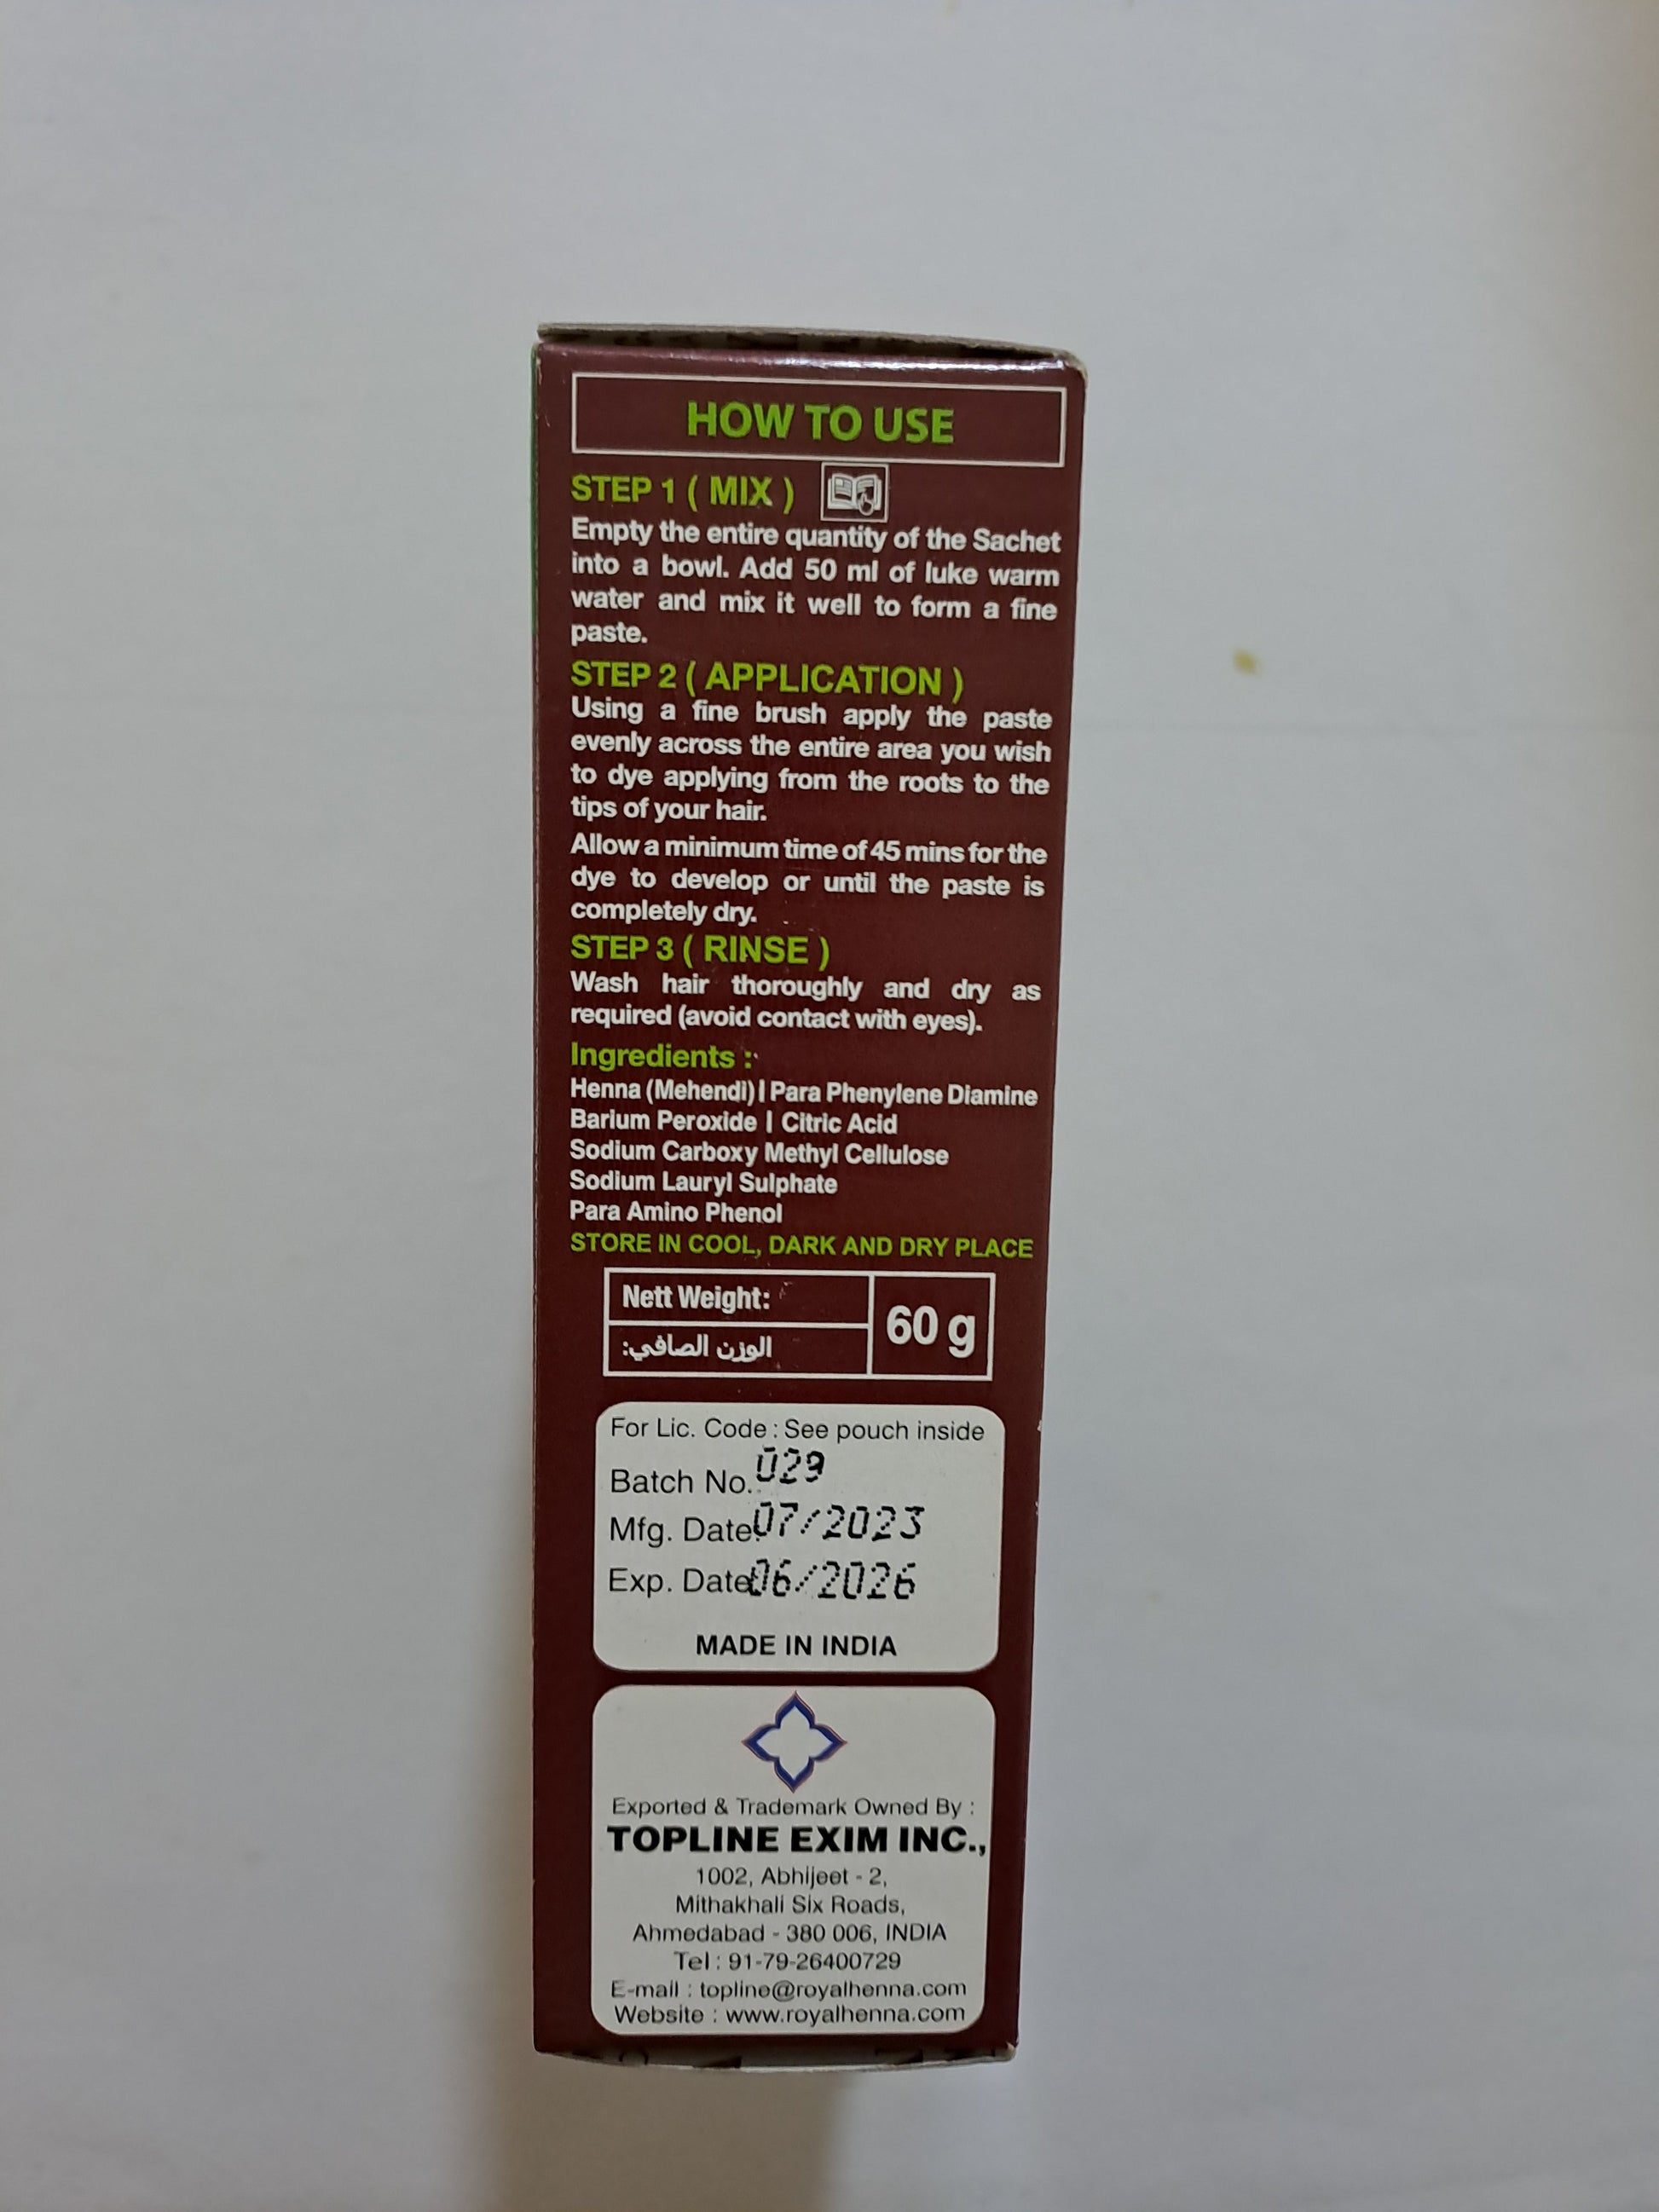 HOW TO USE
STEP 1 ( MIX )
Empty the entire quantity of the Sachet
into a bowl. Add 50 ml of luke warm
water and mix it well to form a fine
paste.
STEP 2 ( APPLICATION )
Using a fine brush apply the paste
evenly across the entire area you wish
to dye applying from the roots to the
tips of your hair.
Allow a minimum time of 45 mins for the
dye to develop or until the paste is
completely dry.
STEP 3 ( RINSE )
Wash hair thoroughly and dry as
required (avoid contact with eyes).
Ingredients :
Henna (Mehendi) | Para Phenylene Diamine
Barium Peroxide | Citric Acid
Sodium Carboxy Methyl Cellulose
Sodium Lauryl Sulphate
Para Amino Phenol
STORE IN COOL, DARK AND DRY PLACE
Nett Weight:
الوزن الصافي:
60 g
For Lic. Code : See pouch inside
Batch No. 029
Mfg. Date 07/2023
Exp. Date 06/2026
MADE IN INDIA
Exported & Trademark Owned By :
TOPLINE EXIM INC.,
1002, Abhijeet - 2,
Mithakhali Six Roads,
Ahmedabad - 380 006, INDIA
Tel : 91-79-26400729
E-mail : topline@royalhenna.com
Website : www.royalhenna.com